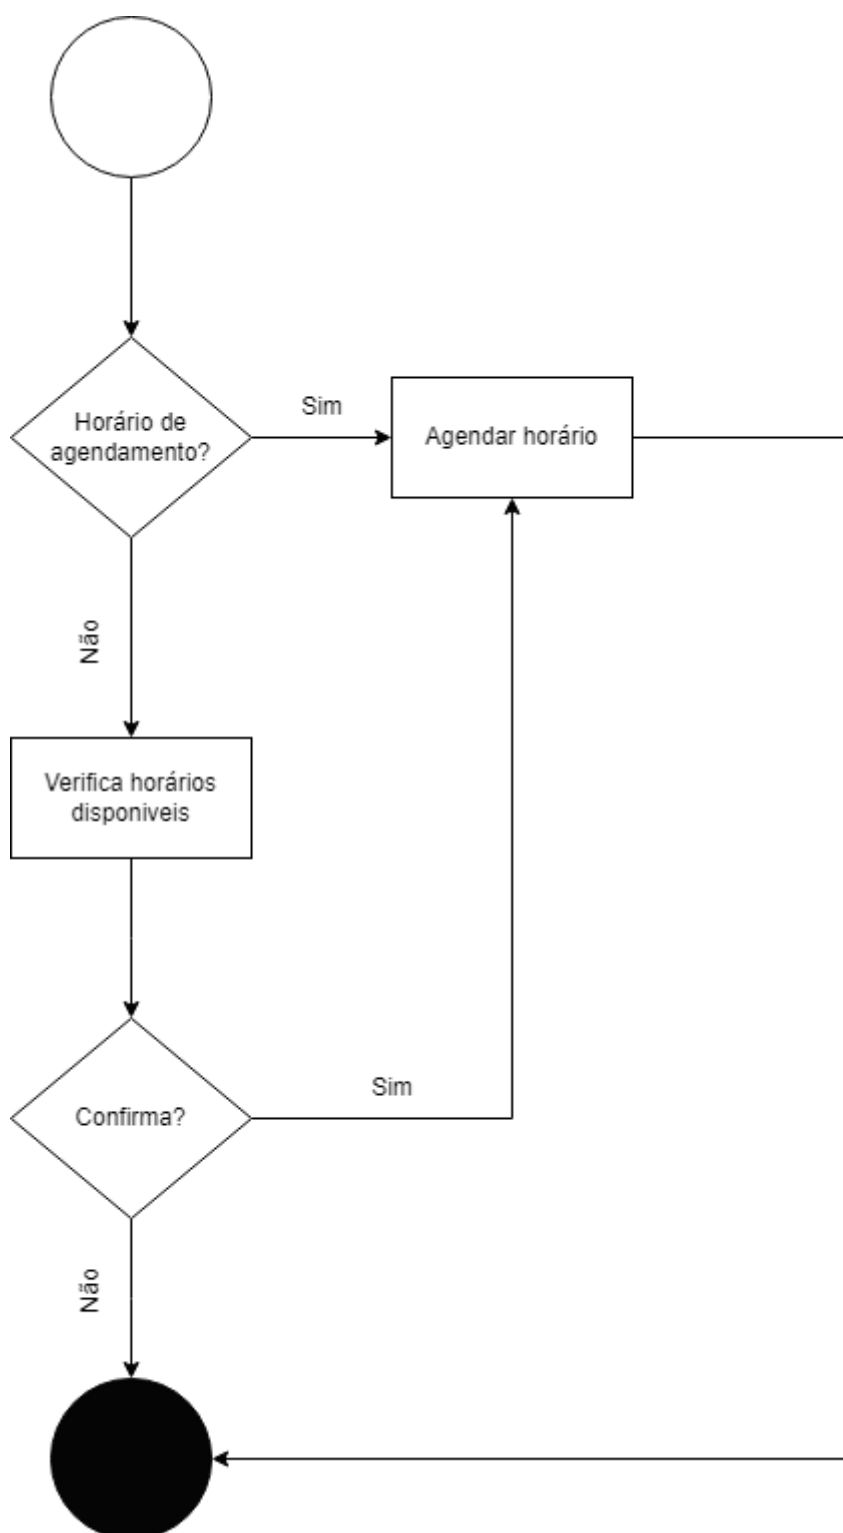 Horário de
agendamento?
Sim
Agendar horário
Não
Verifica horários
disponiveis
Confirma?
Sim
Não